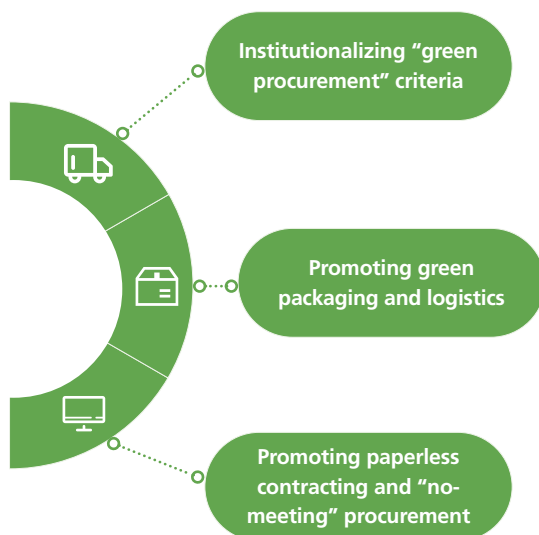 Institutionalizing “green
procurement” criteria
Promoting green
packaging and logistics
Promoting paperless
contracting and “no-
meeting” procurement